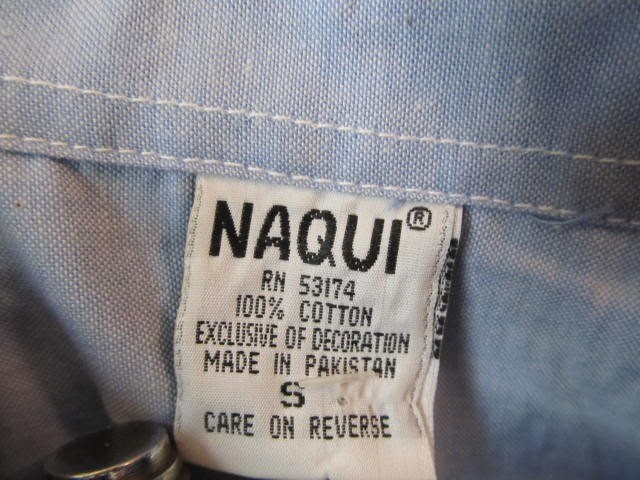 NAQUI®
RN 53174
100% COTTON
EXCLUSIVE OF DECORATION
MADE IN PAKISTAN
S
CARE ON REVERSE